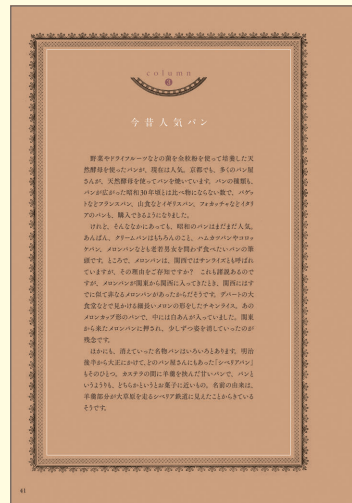 column
3
今昔人気パン
野菜やドライフルーツなどの菌を全粒粉を使って培養した天
然酵母を使ったパンが、現在は人気。京都でも、多くのパン屋
さんが、天然酵母を使ってパンを焼いています。パンの種類も、
パンが広がった昭和30年頃とは比べ物にならない数で、バゲッ
トなどフランスパン、山食などイギリスパン、フォカッチャなどイタリ
アのパンも、購入できるようになりました。
けれど、そんななかにあっても、昭和のパンはまだまだ人気。
あんぱん、クリームパンはもちろんのこと、ハムカツパンやコロッ
ケパン、メロンパンなども老若男女を問わず食べたいパンの筆
頭です。ところで、メロンパンは、関西ではサンライズとも呼ばれ
ていますが、その理由をご存知ですか？ これも諸説あるので
すが、メロンパンが関東から関西に入ってきたとき、関西にはす
でに似て非なるメロンパンがあったからだそうです。デパートの大
食堂などで見かける細長いメロンの形をしたチキンライス、あの
メロンカップ形のパンで、中には白あんが入っていました。関東
から来たメロンパンに押され、少しずつ姿を消していったのが
残念です。
ほかにも、消えていった名物パンはいろいろあります。明治
後半から大正にかけて、どのパン屋さんにもあった「シベリアパン」
もそのひとつ。カステラの間に羊羹を挟んだ甘いパンで、パンと
いうよりも、どちらかというとお菓子に近いもの。名前の由来は、
羊羹部分が大草原を走るシベリア鉄道に見えたことからきている
そうです。
41